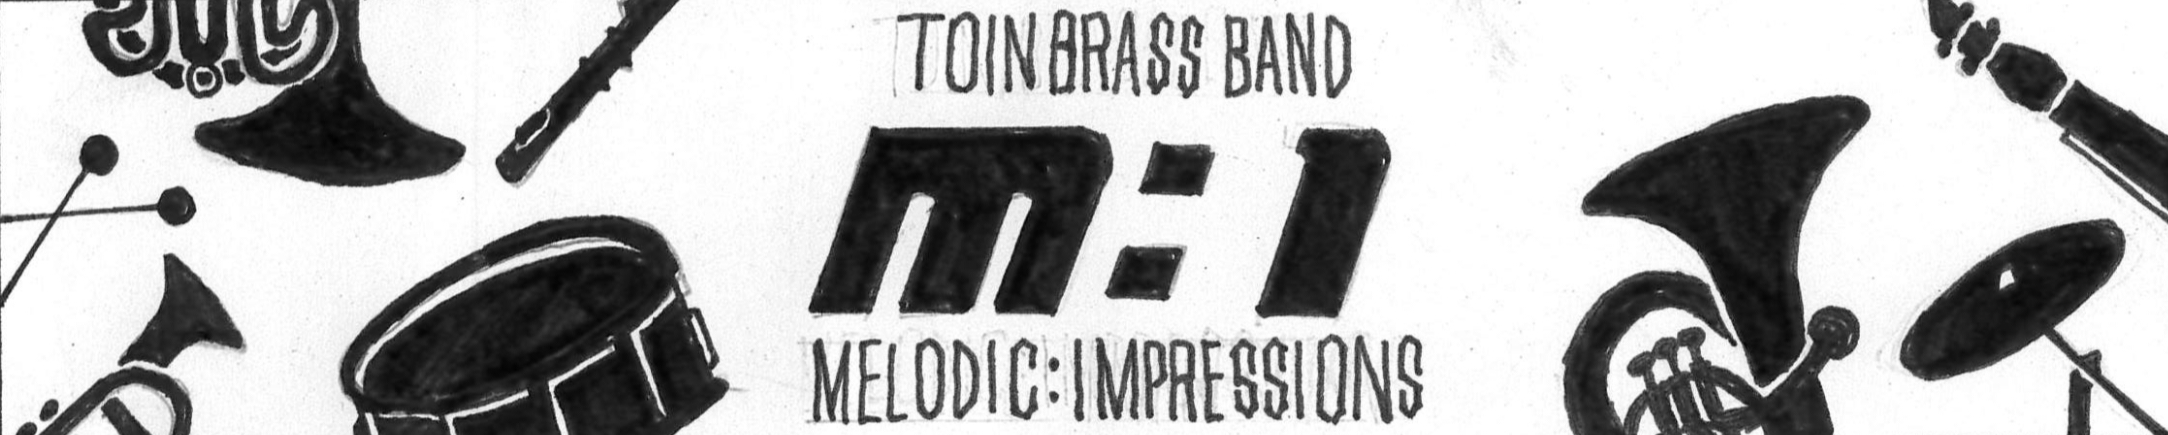 TOIN BRASS BAND
m:1
MELODIC:IMPRESSIONS